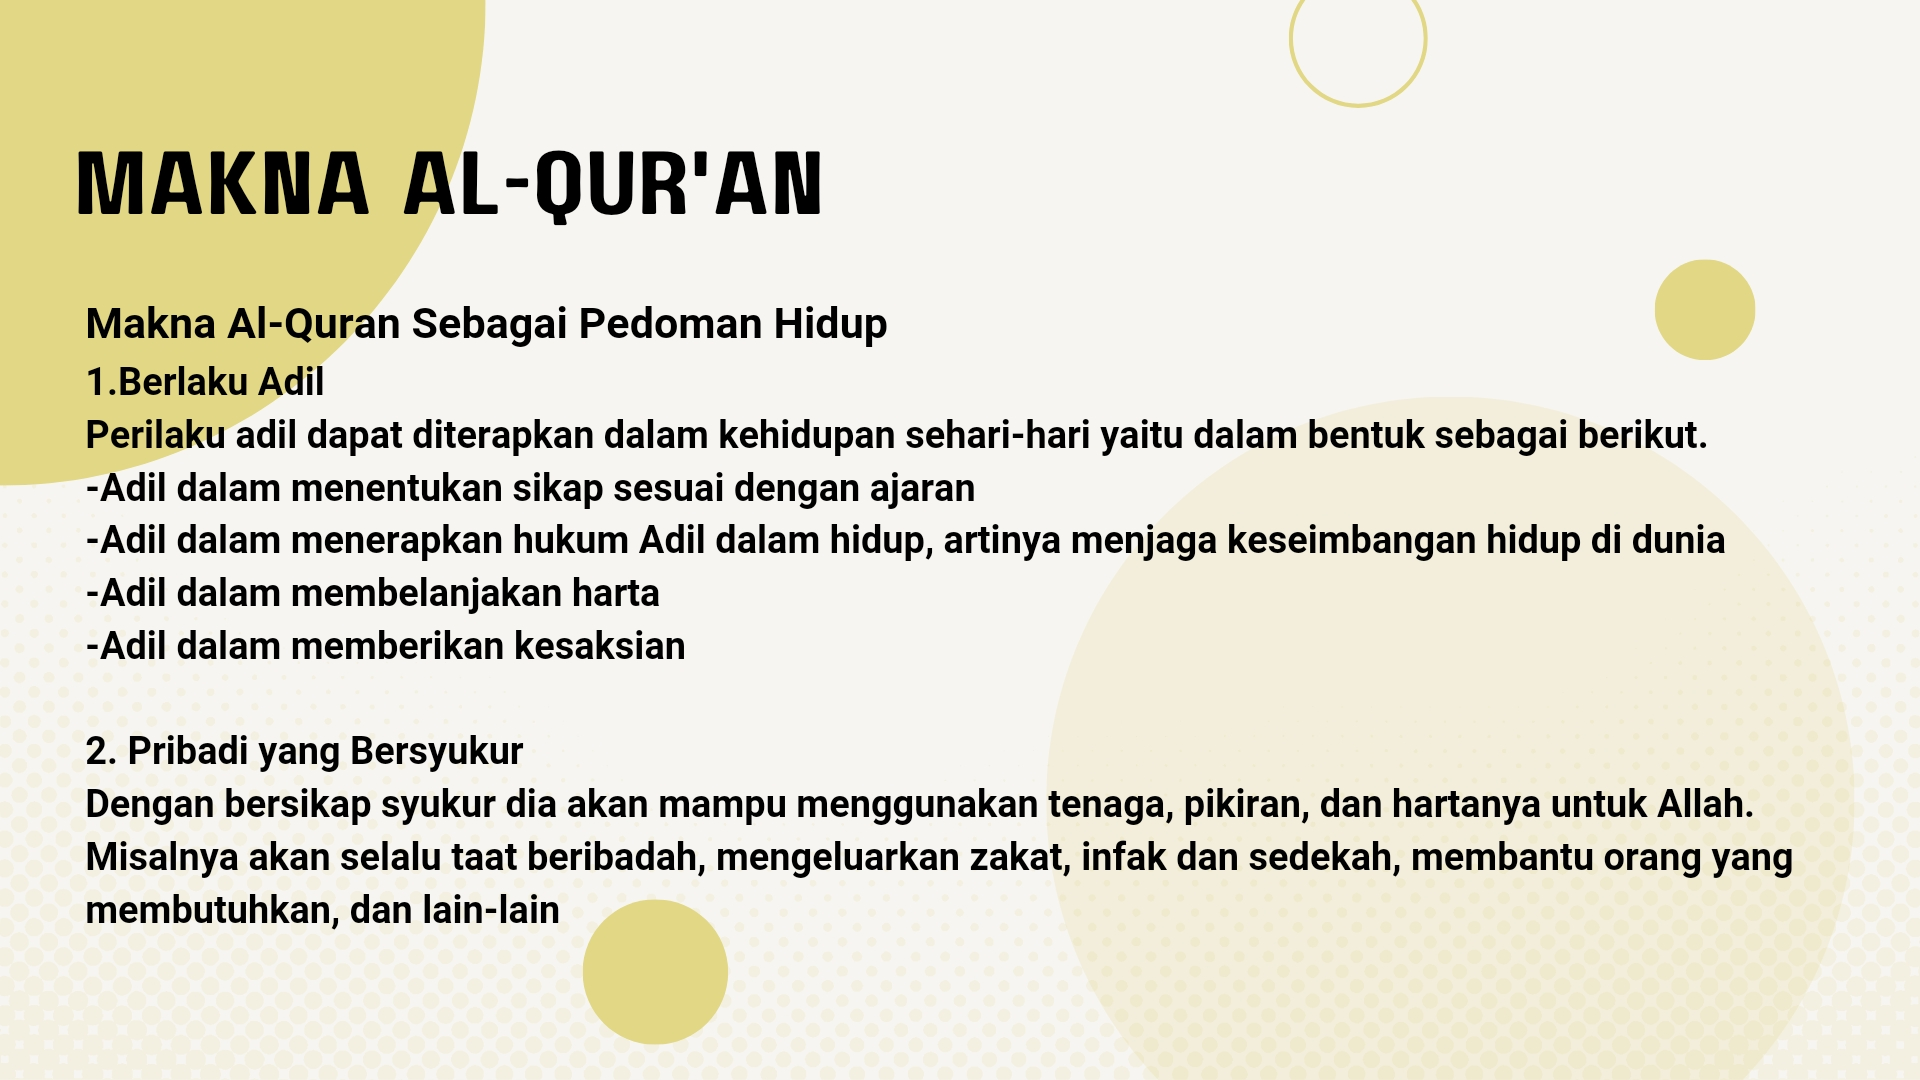 MAKNA AL-QUR'AN
Makna Al-Quran Sebagai Pedoman Hidup
1.Berlaku Adil
Perilaku adil dapat diterapkan dalam kehidupan sehari-hari yaitu dalam bentuk sebagai berikut.
-Adil dalam menentukan sikap sesuai dengan ajaran
-Adil dalam menerapkan hukum Adil dalam hidup, artinya menjaga keseimbangan hidup di dunia
-Adil dalam membelanjakan harta
-Adil dalam memberikan kesaksian
2. Pribadi yang Bersyukur
Dengan bersikap syukur dia akan mampu menggunakan tenaga, pikiran, dan hartanya untuk Allah.
Misalnya akan selalu taat beribadah, mengeluarkan zakat, infak dan sedekah, membantu orang yang
membutuhkan, dan lain-lain